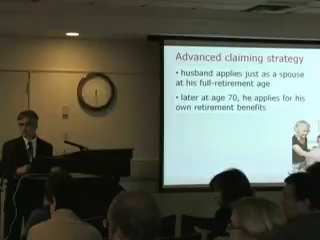 Advanced claiming strategy
• husband applies just as a spouse
at his full-retirement age
• later at age 70, he applies for his
own retirement benefits